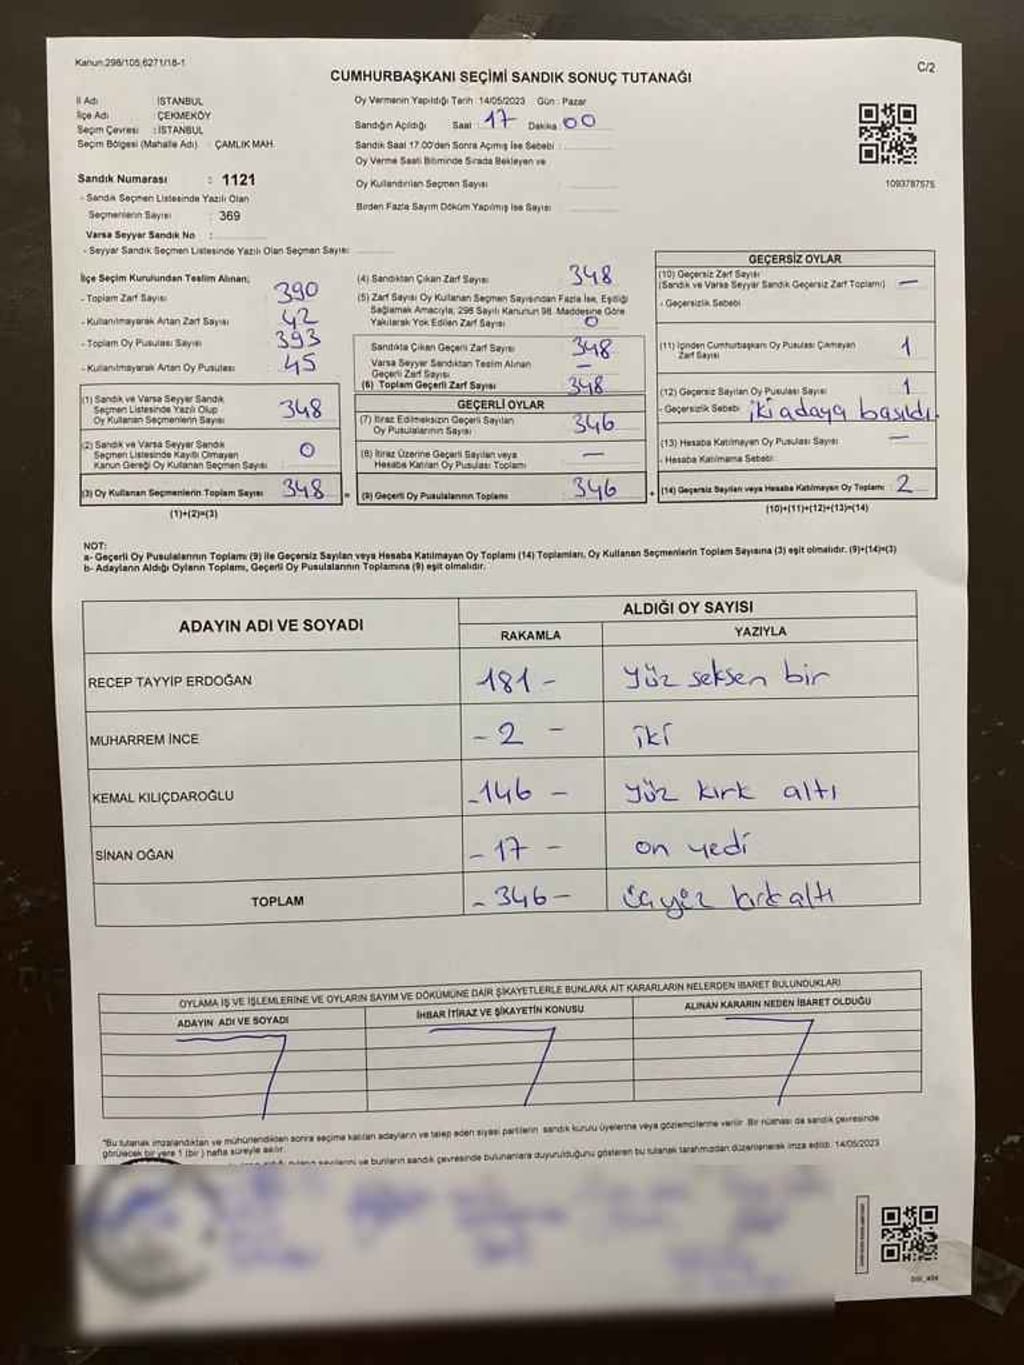 Kanun.298/105;6271/18-1
CUMHURBAŞKANI SEÇİMİ SANDIK SONUÇ TUTANAĞI
C/2
İl Adı : İSTANBUL
İlçe Adı : ÇEKMEKÖY
Seçim Çevresi : İSTANBUL
Seçim Bölgesi (Mahalle Adı) : ÇAMLIK MAH.
Oy Vermenin Yapıldığı Tarih : 14/05/2023 Gün : Pazar
Sandığın Açıldığı Saat : 17 Dakika : 00
Sandık Saat 17.00'den Sonra Açılmış İse Sebebi :
Oy Verme Saati Bitiminde Sırada Bekleyen ve
Oy Kullandırılan Seçmen Sayısı
Birden Fazla Sayım Döküm Yapılmış İse Sayısı
1093787575
Sandık Numarası : 1121
- Sandık Seçmen Listesinde Yazılı Olan
Seçmenlerin Sayısı : 369
Varsa Seyyar Sandık No :
- Seyyar Sandık Seçmen Listesinde Yazılı Olan Seçmen Sayısı:
İlçe Seçim Kurulundan Teslim Alınan;
- Toplam Zarf Sayısı : 390
- Kullanılmayarak Artan Zarf Sayısı : 42
- Toplam Oy Pusulası Sayısı : 393
- Kullanılmayarak Artan Oy Pusulası : 45
(1) Sandık ve Varsa Seyyar Sandık
Seçmen Listesinde Yazılı Olup
Oy Kullanan Seçmenlerin Sayısı : 348
(2) Sandık ve Varsa Seyyar Sandık
Seçmen Listesinde Kayıtlı Olmayan
Kanun Gereği Oy Kullanan Seçmen Sayısı : 0
(3) Oy Kullanan Seçmenlerin Toplam Sayısı : 348 =
(1)+(2)=(3)
(4) Sandıktan Çıkan Zarf Sayısı : 348
(5) Zarf Sayısı Oy Kullanan Seçmen Sayısından Fazla İse, Eşitliği
Sağlamak Amacıyla, 298 Sayılı Kanunun 98. Maddesine Göre
Yakılarak Yok Edilen Zarf Sayısı : 0
Sandıkta Çıkan Geçerli Zarf Sayısı : 348
Varsa Seyyar Sandıktan Teslim Alınan
Geçerli Zarf Sayısı : —
(6) Toplam Geçerli Zarf Sayısı : 348
GEÇERLİ OYLAR
(7) İtiraz Edilmeksizin Geçerli Sayılan
Oy Pusulalarının Sayısı : 346
(8) İtiraz Üzerine Geçerli Sayılan veya
Hesaba Katılan Oy Pusulası Toplamı : —
(9) Geçerli Oy Pusulalarının Toplamı : 346 +
GEÇERSİZ OYLAR
(10) Geçersiz Zarf Sayısı
(Sandık ve Varsa Seyyar Sandık Geçersiz Zarf Toplamı) : —
- Geçersizlik Sebebi :
(11) İçinden Cumhurbaşkanı Oy Pusulası Çıkmayan
Zarf Sayısı : 1
(12) Geçersiz Sayılan Oy Pusulası Sayısı : 1
- Geçersizlik Sebebi : iki adaya basıldı.
(13) Hesaba Katılmayan Oy Pusulası Sayısı : —
- Hesaba Katılmama Sebebi:
(14) Geçersiz Sayılan veya Hesaba Katılmayan Oy Toplamı : 2
(10)+(11)+(12)+(13)=(14)
NOT:
a- Geçerli Oy Pusulalarının Toplamı (9) ile Geçersiz Sayılan veya Hesaba Katılmayan Oy Toplamı (14) Toplamları, Oy Kullanan Seçmenlerin Toplam Sayısına (3) eşit olmalıdır. (9)+(14)=(3)
b- Adayların Aldığı Oyların Toplamı, Geçerli Oy Pusulalarının Toplamına (9) eşit olmalıdır.
ADAYIN ADI VE SOYADI
ALDIĞI OY SAYISI
RAKAMLA YAZIYLA
RECEP TAYYİP ERDOĞAN 181 - Yüz seksen bir
MUHARREM İNCE - 2 - iki
KEMAL KILIÇDAROĞLU - 146 - Yüz kırk altı
SİNAN OĞAN - 17 - on yedi
TOPLAM - 346 - üçyüz kırk altı
OYLAMA İŞ VE İŞLEMLERİNE VE OYLARIN SAYIM VE DÖKÜMÜNE DAİR ŞİKAYETLERLE BUNLARA AİT KARARLARIN NELERDEN İBARET BULUNDUKLARI
ADAYIN ADI VE SOYADI İHBAR İTİRAZ VE ŞİKAYETİN KONUSU ALINAN KARARIN NEDEN İBARET OLDUĞU
*Bu tutanak imzalandıktan ve mühürlendikten sonra seçime katılan adayların ve talep eden siyasi partilerin sandık kurulu üyelerine veya gözlemcilerine verilir. Bir nüshası da sandık çevresinde
görülecek bir yere 1 (bir) hafta süreyle asılır.
sayılarını ve bunların sandık çevresinde bulunanlara duyurulduğunu gösteren bu tutanak tarafımızdan düzenlenerek imza edildi. 14/05/2023